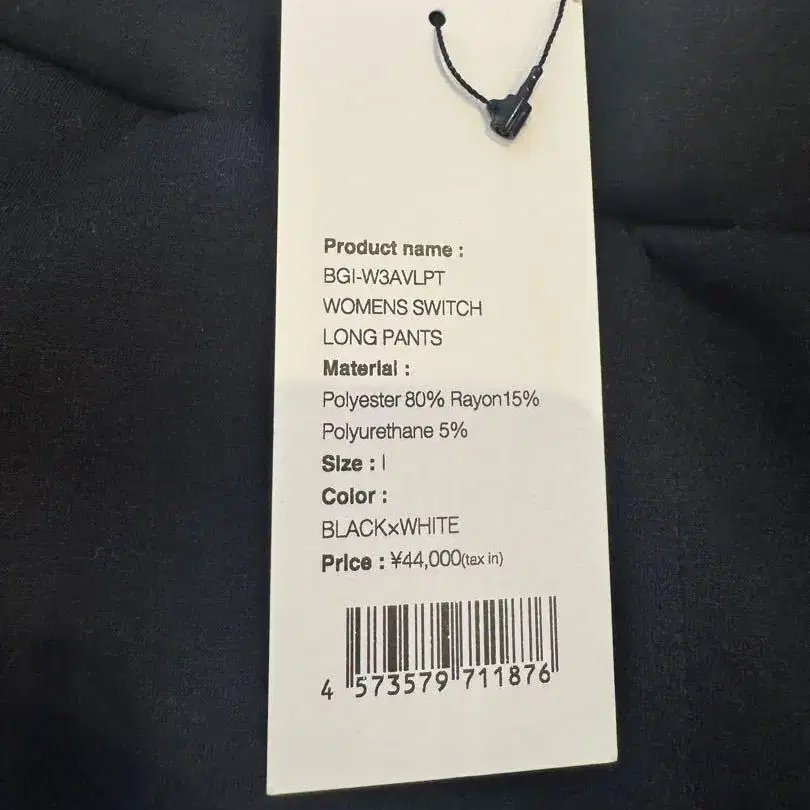 Product name :
BGI-W3AVLPT
WOMENS SWITCH
LONG PANTS
Material :
Polyester 80% Rayon15%
Polyurethane 5%
Size : I
Color :
BLACK×WHITE
Price : ¥44,000(tax in)
4 573579 711876